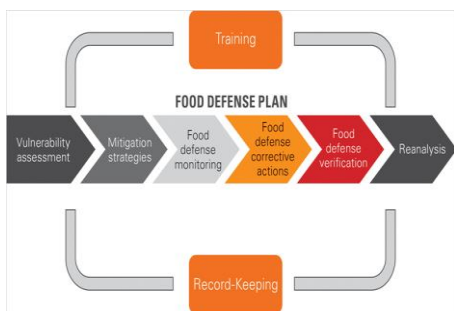 Training
FOOD DEFENSE PLAN
Vulnerability
assessment
Mitigation
strategies
Food
defense
monitoring
Food
defense
corrective
actions
Food
defense
verification
Reanalysis
Record-Keeping